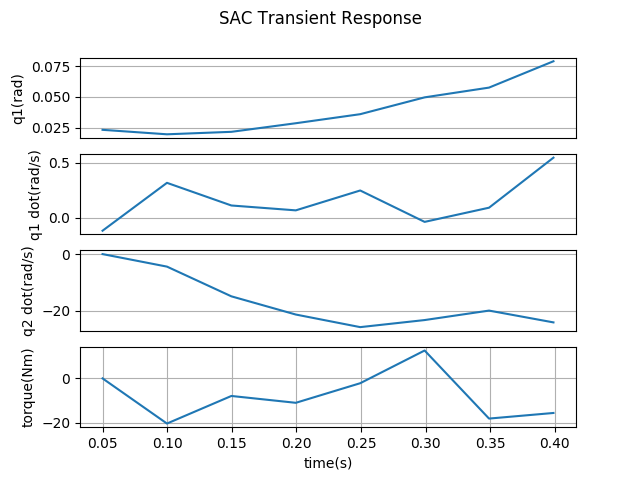 SAC Transient Response
q1(rad)
0.075
0.050
0.025
q1 dot(rad/s)
0.5
0.0
q2 dot(rad/s)
0
−20
torque(Nm)
0
−20
0.05 0.10 0.15 0.20 0.25 0.30 0.35 0.40
time(s)